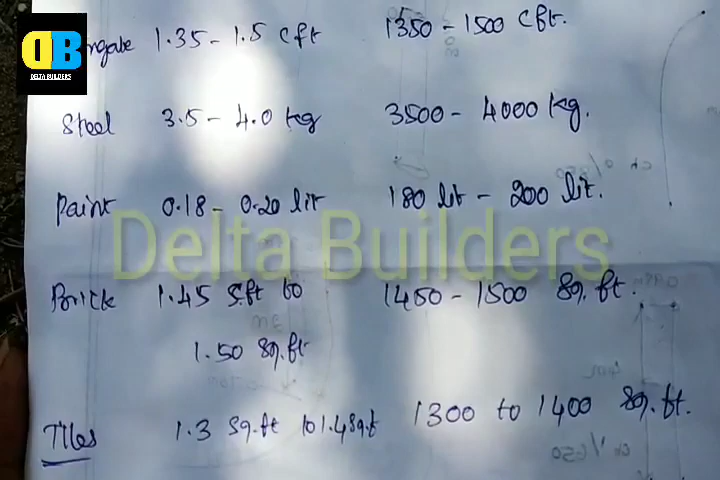 DB
DELTA BUILDERS
1.35 - 1.5 cft 1350 - 1500 cft.
Steel 3.5 - 4.0 kg 3500 - 4000 kg.
Paint 0.18 - 0.20 lit 180 lit - 200 lit.
Delta Builders
Brick 1.45 S.ft to 1450 - 1500 Sq.ft.
1.50 Sq.ft
Tiles 1.3 Sq.ft to 1.4 Sq.ft 1300 to 1400 Sq.ft.